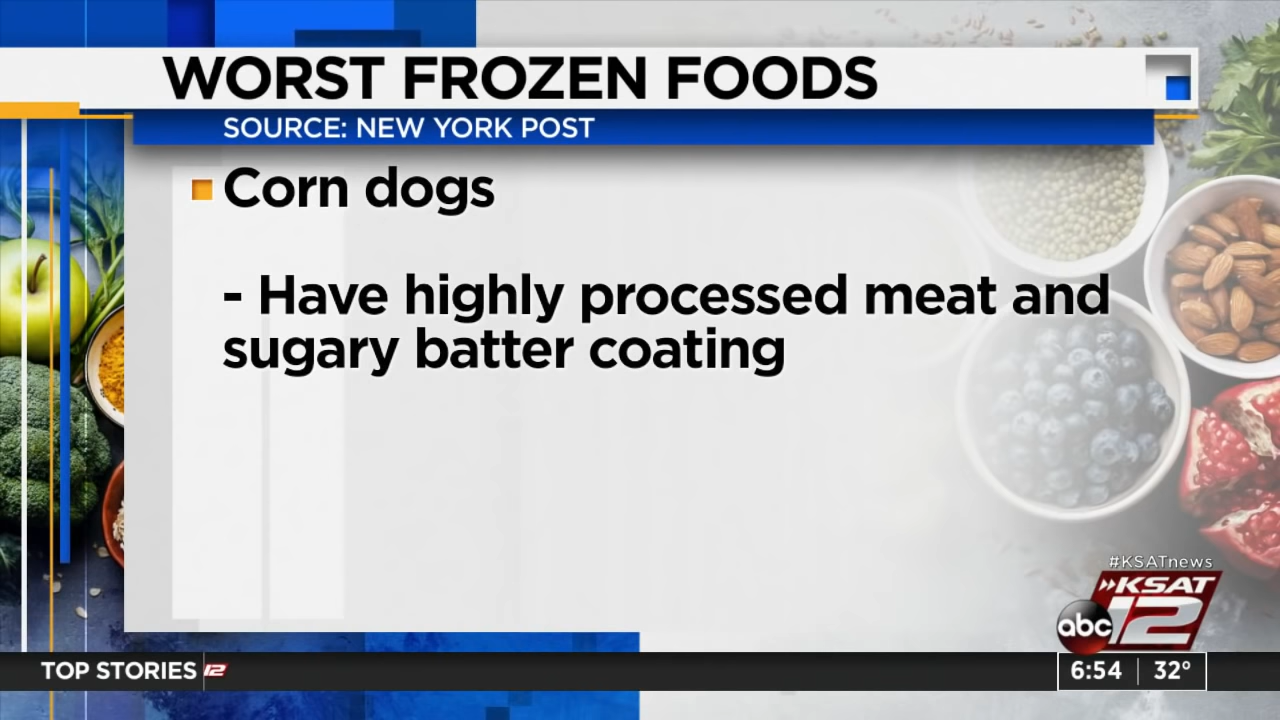 WORST FROZEN FOODS
SOURCE: NEW YORK POST
Corn dogs
- Have highly processed meat and
sugary batter coating
#KSATnews
KSAT
abc 12
TOP STORIES 12
6:54 32°